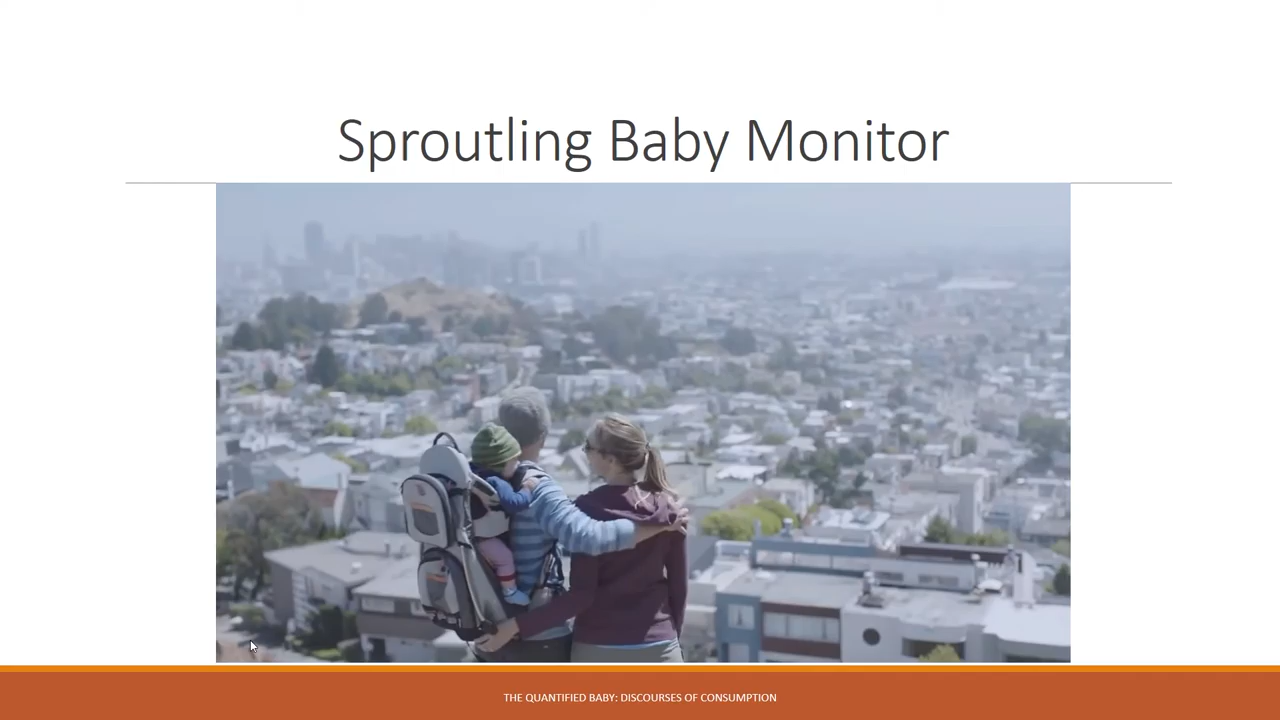 Sproutling Baby Monitor
THE QUANTIFIED BABY: DISCOURSES OF CONSUMPTION